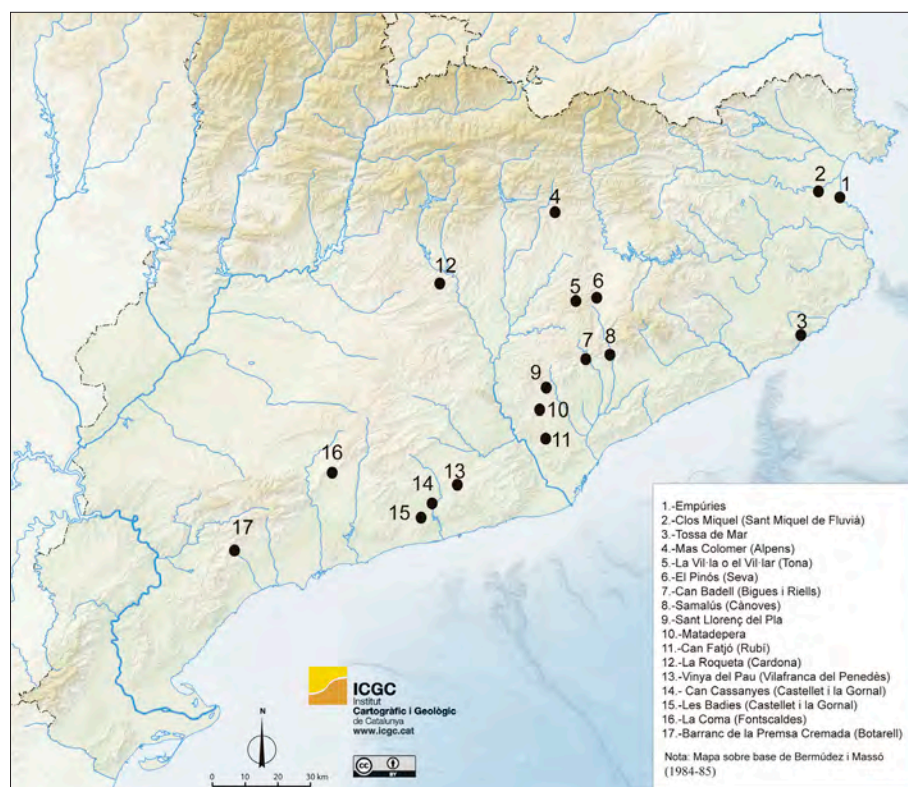 2
1
4
12
5
6
3
7
8
9
10
11
16
13
14
15
17
1.-Empúries
2.-Clos Miquel (Sant Miquel de Fluvià)
3.-Tossa de Mar
4.-Mas Colomer (Alpens)
5.-La Vil·la o el Vil·lar (Tona)
6.-El Pinós (Seva)
7.-Can Badell (Bigues i Riells)
8.-Samalús (Cànoves)
9.-Sant Llorenç del Pla
10.-Matadepera
11.-Can Fatjó (Rubí)
12.-La Roqueta (Cardona)
13.-Vinya del Pau (Vilafranca del Penedès)
14.- Can Cassanyes (Castellet i la Gornal)
15.-Les Badies (Castellet i la Gornal)
16.-La Coma (Fontscaldes)
17.-Barranc de la Premsa Cremada (Botarell)
Nota: Mapa sobre base de Bermúdez i Massó
(1984-85)
ICGC
Institut
Cartogràfic i Geològic
de Catalunya
www.icgc.cat
N
cc
BY
0 10 20 30 km